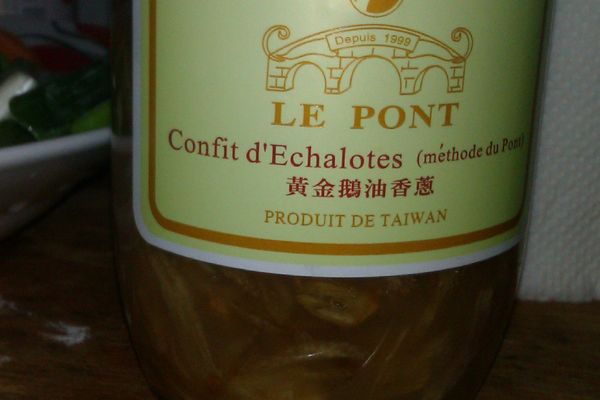 Depuis 1999
LE PONT
Confit d'Echalotes (méthode du Pont)
黃金鵝油香蔥
PRODUIT DE TAIWAN